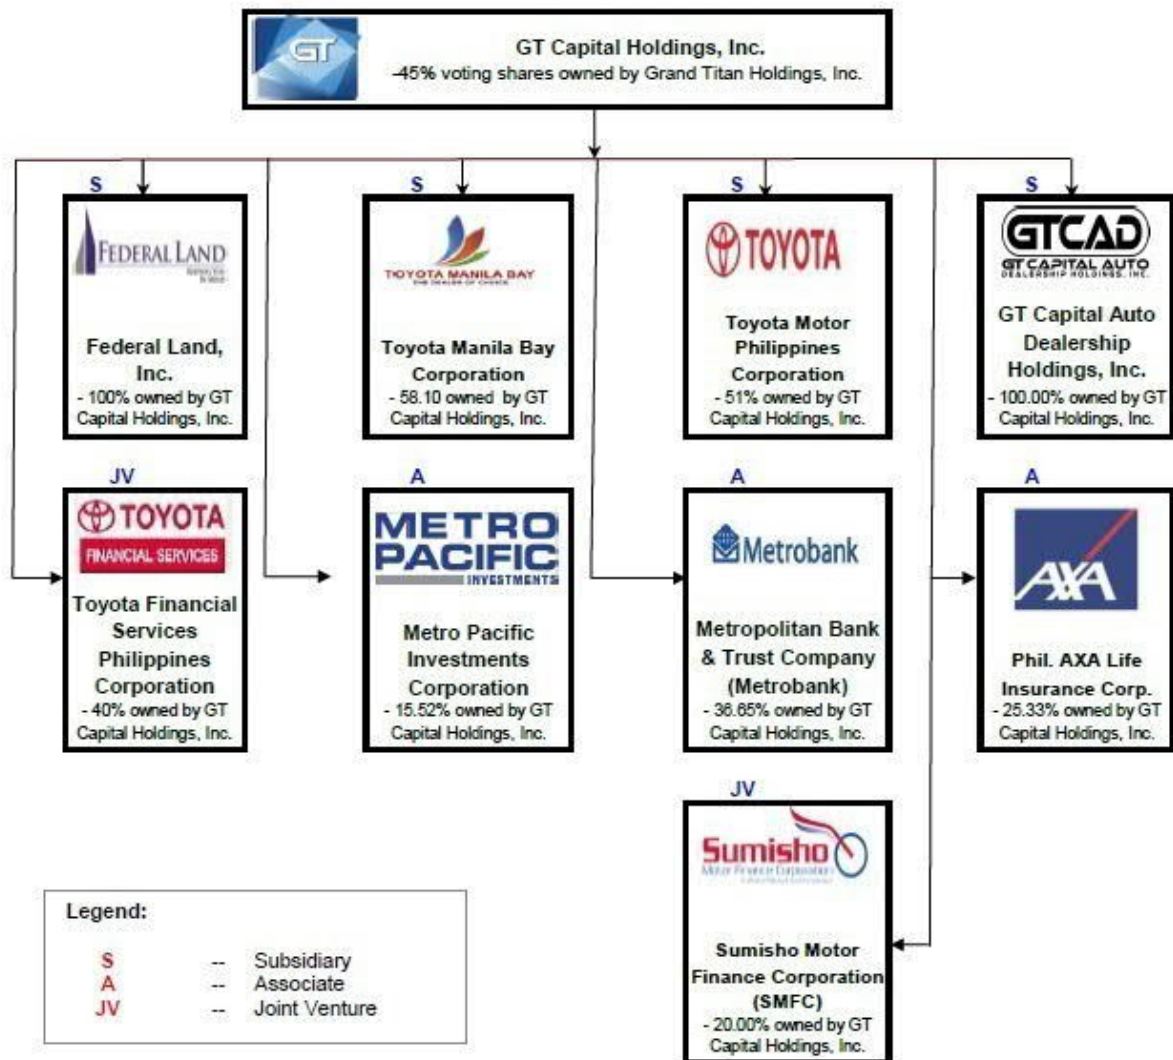 GT
GT Capital Holdings, Inc.
-45% voting shares owned by Grand Titan Holdings, Inc.
S
FEDERAL LAND
Federal Land,
Inc.
- 100% owned by GT
Capital Holdings, Inc.
S
TOYOTA MANILA BAY
THE DEALER OF CHOICE
Toyota Manila Bay
Corporation
- 58.10 owned by GT
Capital Holdings, Inc.
S
TOYOTA
Toyota Motor
Philippines
Corporation
- 51% owned by GT
Capital Holdings, Inc.
S
GTCAD
GT CAPITAL AUTO
DEALERSHIP HOLDINGS, INC.
GT Capital Auto
Dealership
Holdings, Inc.
- 100.00% owned by GT
Capital Holdings, Inc.
JV
TOYOTA
FINANCIAL SERVICES
Toyota Financial
Services
Philippines
Corporation
- 40% owned by GT
Capital Holdings, Inc.
A
METRO
PACIFIC
INVESTMENTS
Metro Pacific
Investments
Corporation
- 15.52% owned by GT
Capital Holdings, Inc.
A
Metrobank
Metropolitan Bank
& Trust Company
(Metrobank)
- 36.65% owned by GT
Capital Holdings, Inc.
A
AXA
Phil. AXA Life
Insurance Corp.
- 25.33% owned by GT
Capital Holdings, Inc.
JV
Sumisho
Motor Finance Corporation
Sumisho Motor
Finance Corporation
(SMFC)
- 20.00% owned by GT
Capital Holdings, Inc.
Legend:
S -- Subsidiary
A -- Associate
JV -- Joint Venture